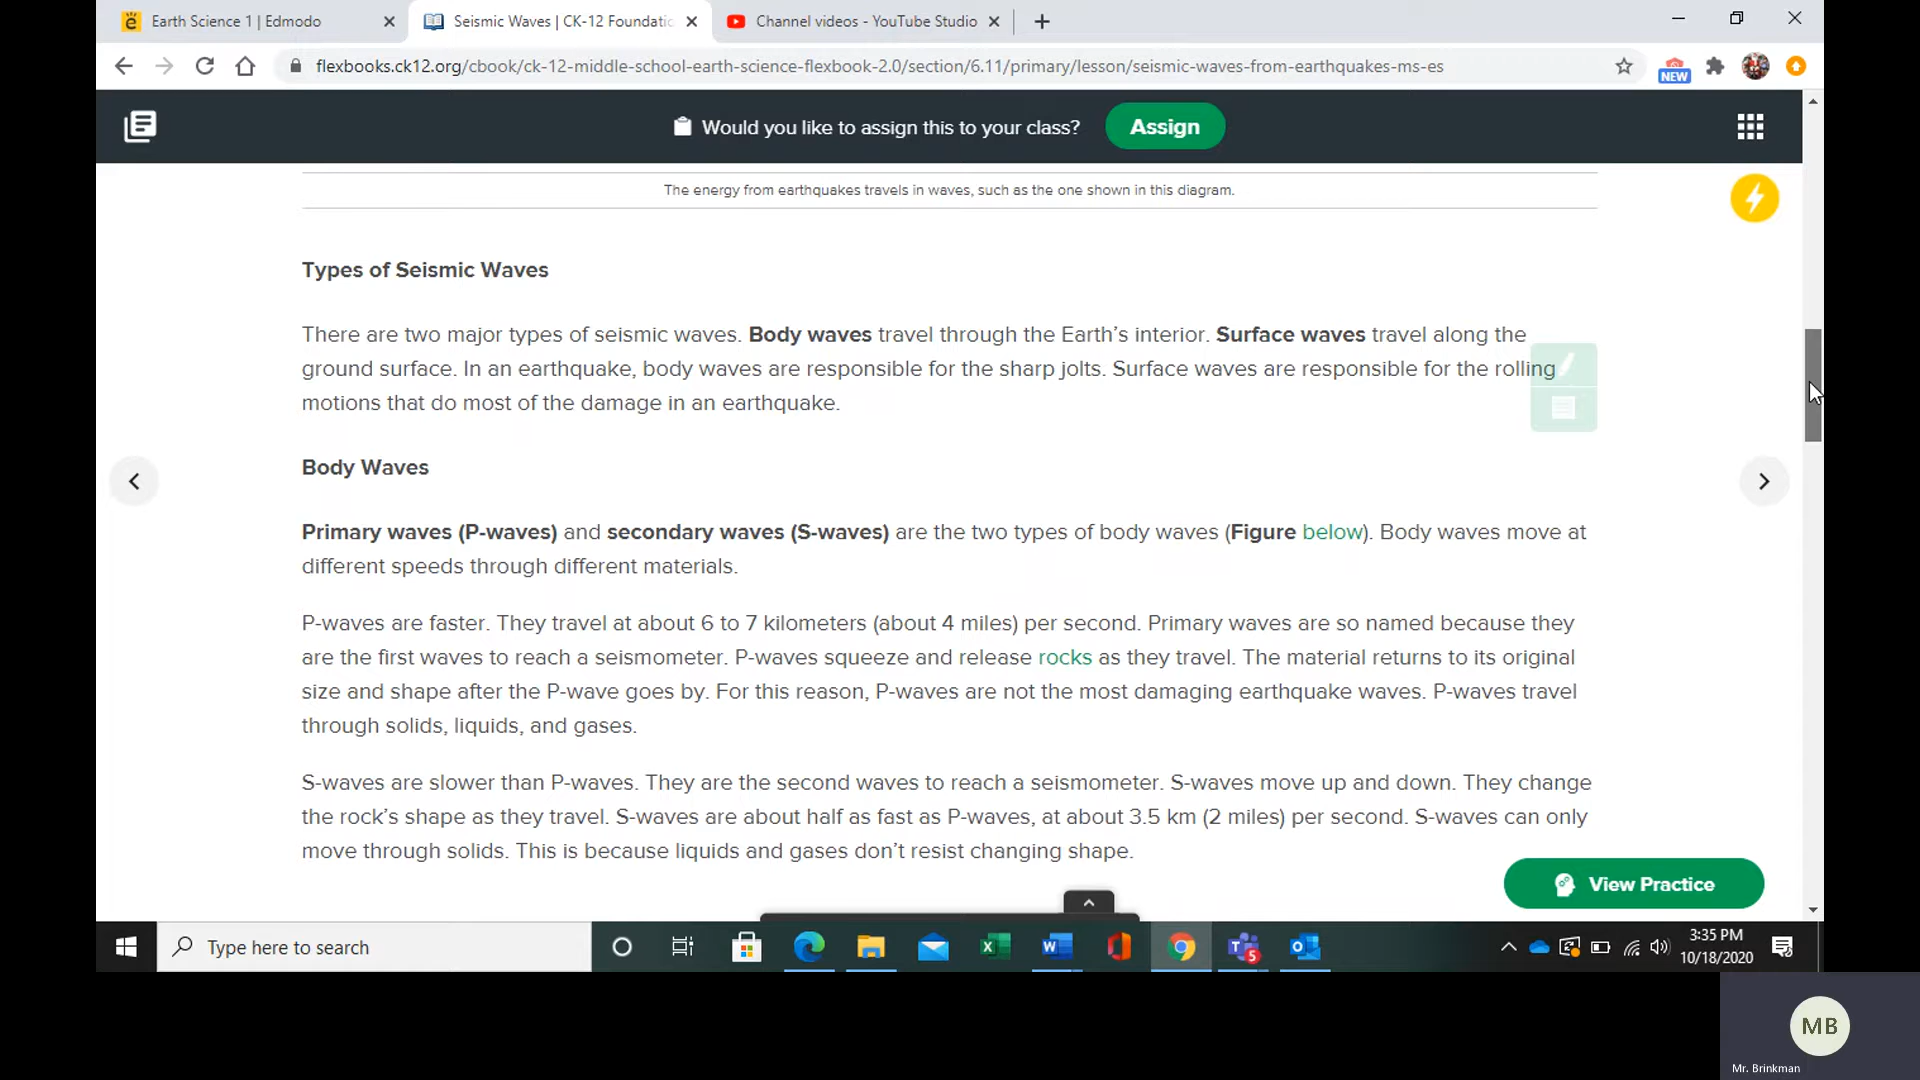 Earth Science 1 | Edmodo
Seismic Waves | CK-12 Foundatio
Channel videos - YouTube Studio
flexbooks.ck12.org/cbook/ck-12-middle-school-earth-science-flexbook-2.0/section/6.11/primary/lesson/seismic-waves-from-earthquakes-ms-es
NEW
Would you like to assign this to your class?
Assign
The energy from earthquakes travels in waves, such as the one shown in this diagram.
Types of Seismic Waves
There are two major types of seismic waves. Body waves travel through the Earth's interior. Surface waves travel along the
ground surface. In an earthquake, body waves are responsible for the sharp jolts. Surface waves are responsible for the rolling
motions that do most of the damage in an earthquake.
Body Waves
Primary waves (P-waves) and secondary waves (S-waves) are the two types of body waves (Figure below). Body waves move at
different speeds through different materials.
P-waves are faster. They travel at about 6 to 7 kilometers (about 4 miles) per second. Primary waves are so named because they
are the first waves to reach a seismometer. P-waves squeeze and release rocks as they travel. The material returns to its original
size and shape after the P-wave goes by. For this reason, P-waves are not the most damaging earthquake waves. P-waves travel
through solids, liquids, and gases.
S-waves are slower than P-waves. They are the second waves to reach a seismometer. S-waves move up and down. They change
the rock's shape as they travel. S-waves are about half as fast as P-waves, at about 3.5 km (2 miles) per second. S-waves can only
move through solids. This is because liquids and gases don't resist changing shape.
View Practice
Type here to search
5
3:35 PM
10/18/2020
MB
Mr. Brinkman